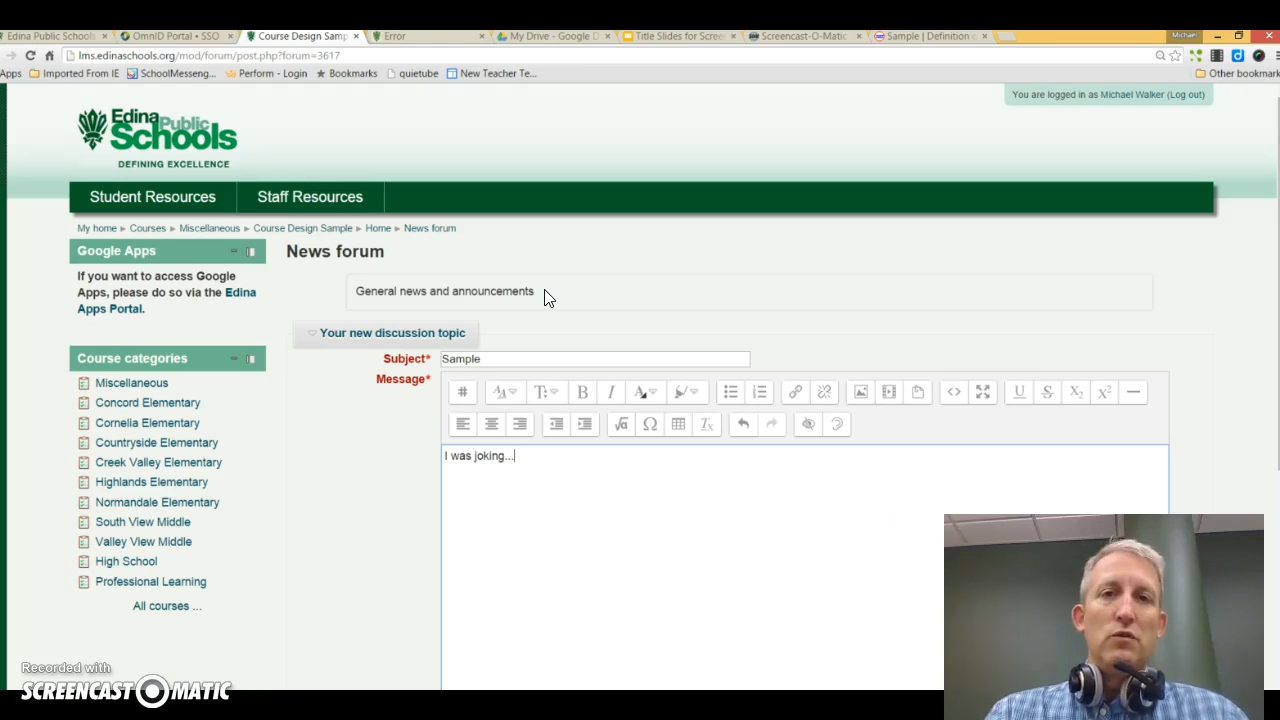 Edina Public Schools
OmnID Portal - SSO
Course Design Samp
Error
My Drive - Google D
Title Slides for Scree
Screencast-O-Matic
Sample | Definition o
Michael
lms.edinaschools.org/mod/forum/post.php?forum=3617
Apps
Imported From IE
SchoolMesseng...
Perform - Login
Bookmarks
quietube
New Teacher Te...
Other bookmark
You are logged in as Michael Walker (Log out)
Edina Public Schools
DEFINING EXCELLENCE
Student Resources
Staff Resources
My home ► Courses ► Miscellaneous ► Course Design Sample ► Home ► News forum
Google Apps
If you want to access Google
Apps, please do so via the Edina
Apps Portal.
Course categories
Miscellaneous
Concord Elementary
Cornelia Elementary
Countryside Elementary
Creek Valley Elementary
Highlands Elementary
Normandale Elementary
South View Middle
Valley View Middle
High School
Professional Learning
All courses ...
News forum
General news and announcements
Your new discussion topic
Subject* Sample
Message*
I was joking...
Recorded with
SCREENCAST-O-MATIC